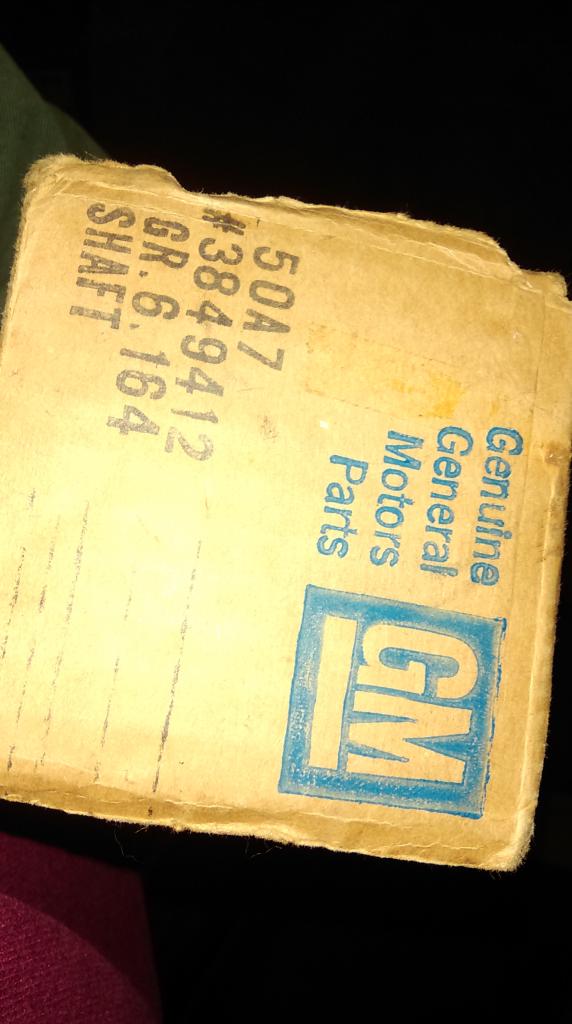 Genuine
General
Motors
Parts
GM
50A7
#3849412
GR.6.164
SHAFT